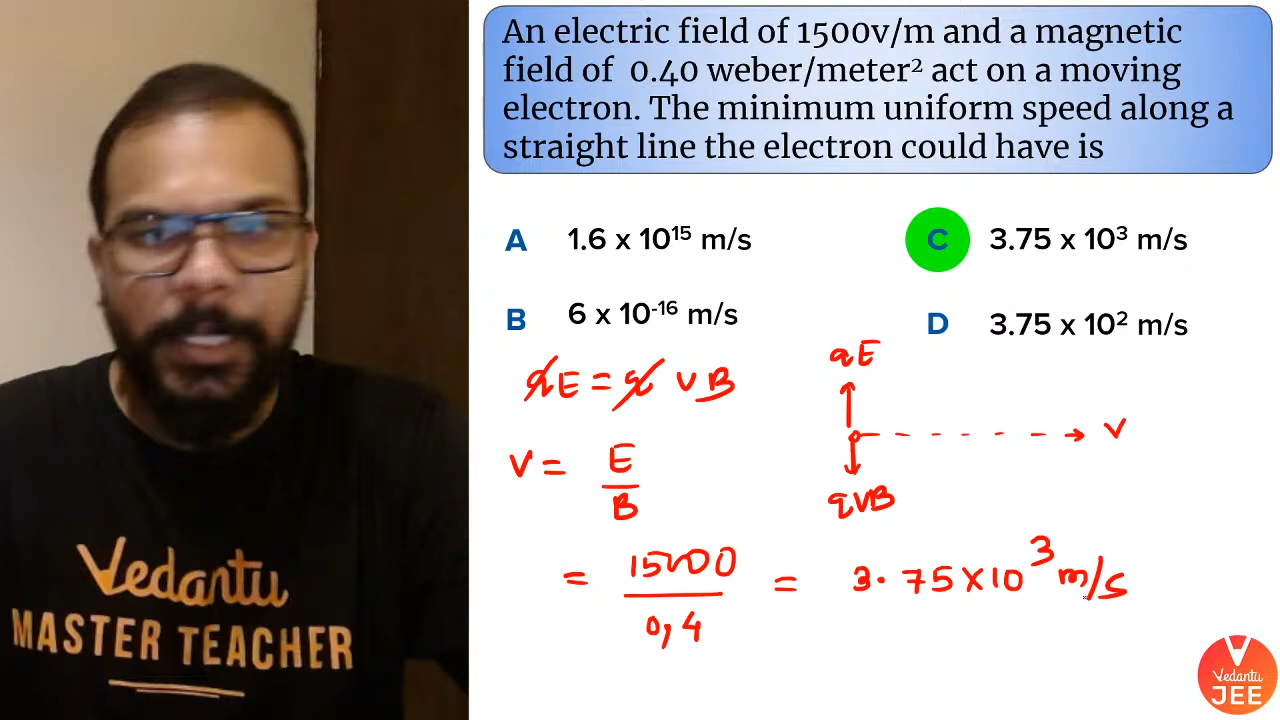 An electric field of 1500v/m and a magnetic
field of 0.40 weber/meter² act on a moving
electron. The minimum uniform speed along a
straight line the electron could have is
A 1.6 x 10¹⁵ m/s
C 3.75 x 10³ m/s
B 6 x 10⁻¹⁶ m/s
D 3.75 x 10² m/s
qE = q VB
qE
V
V = E/B
qVB
= 1500/0,4 = 3.75 X 10³ m/s
Vedantu
MASTER TEACHER
Vedantu
JEE